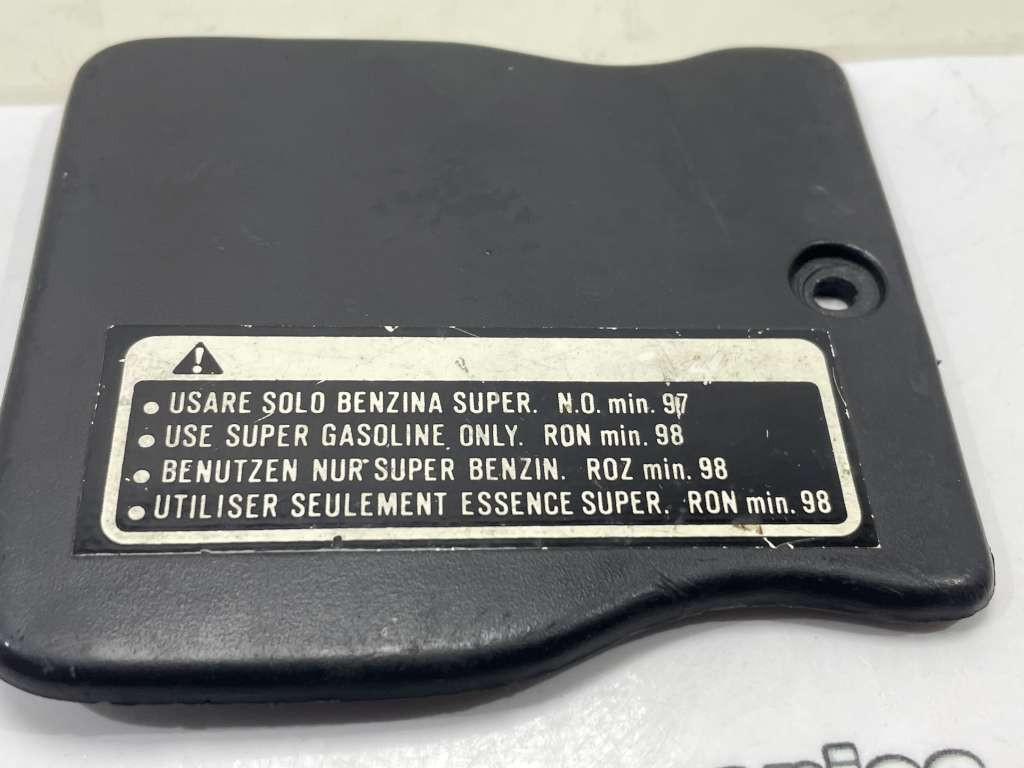 • USARE SOLO BENZINA SUPER. N.O. min. 97
• USE SUPER GASOLINE ONLY. RON min. 98
• BENUTZEN NUR SUPER BENZIN. ROZ min. 98
• UTILISER SEULEMENT ESSENCE SUPER. RON min. 98